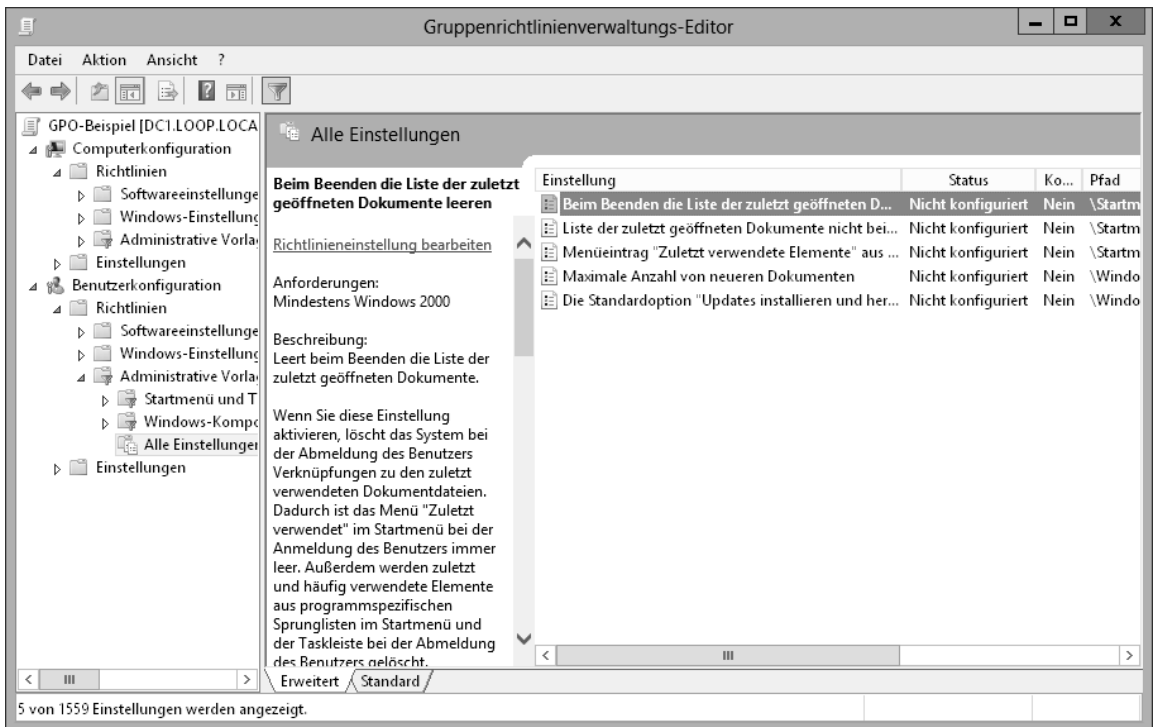 Gruppenrichtlinienverwaltungs-Editor
Datei Aktion Ansicht ?
GPO-Beispiel [DC1.LOOP.LOCA
Computerkonfiguration
Richtlinien
Softwareeinstellunge
Windows-Einstellung
Administrative Vorla
Einstellungen
Benutzerkonfiguration
Richtlinien
Softwareeinstellunge
Windows-Einstellung
Administrative Vorla
Startmenü und T
Windows-Kompo
Alle Einstellungen
Einstellungen
Alle Einstellungen
Beim Beenden die Liste der zuletzt
geöffneten Dokumente leeren
Richtlinieneinstellung bearbeiten
Anforderungen:
Mindestens Windows 2000
Beschreibung:
Leert beim Beenden die Liste der
zuletzt geöffneten Dokumente.
Wenn Sie diese Einstellung
aktivieren, löscht das System bei
der Abmeldung des Benutzers
Verknüpfungen zu den zuletzt
verwendeten Dokumentdateien.
Dadurch ist das Menü "Zuletzt
verwendet" im Startmenü bei der
Anmeldung des Benutzers immer
leer. Außerdem werden zuletzt
und häufig verwendete Elemente
aus programmspezifischen
Sprunglisten im Startmenü und
der Taskleiste bei der Abmeldung
des Benutzers gelöscht.
Einstellung Status Ko... Pfad
Beim Beenden die Liste der zuletzt geöffneten D... Nicht konfiguriert Nein \Startm
Liste der zuletzt geöffneten Dokumente nicht bei... Nicht konfiguriert Nein \Startm
Menüeintrag "Zuletzt verwendete Elemente" aus ... Nicht konfiguriert Nein \Startm
Maximale Anzahl von neueren Dokumenten Nicht konfiguriert Nein \Windo
Die Standardoption "Updates installieren und her... Nicht konfiguriert Nein \Windo
Erweitert Standard
5 von 1559 Einstellungen werden angezeigt.